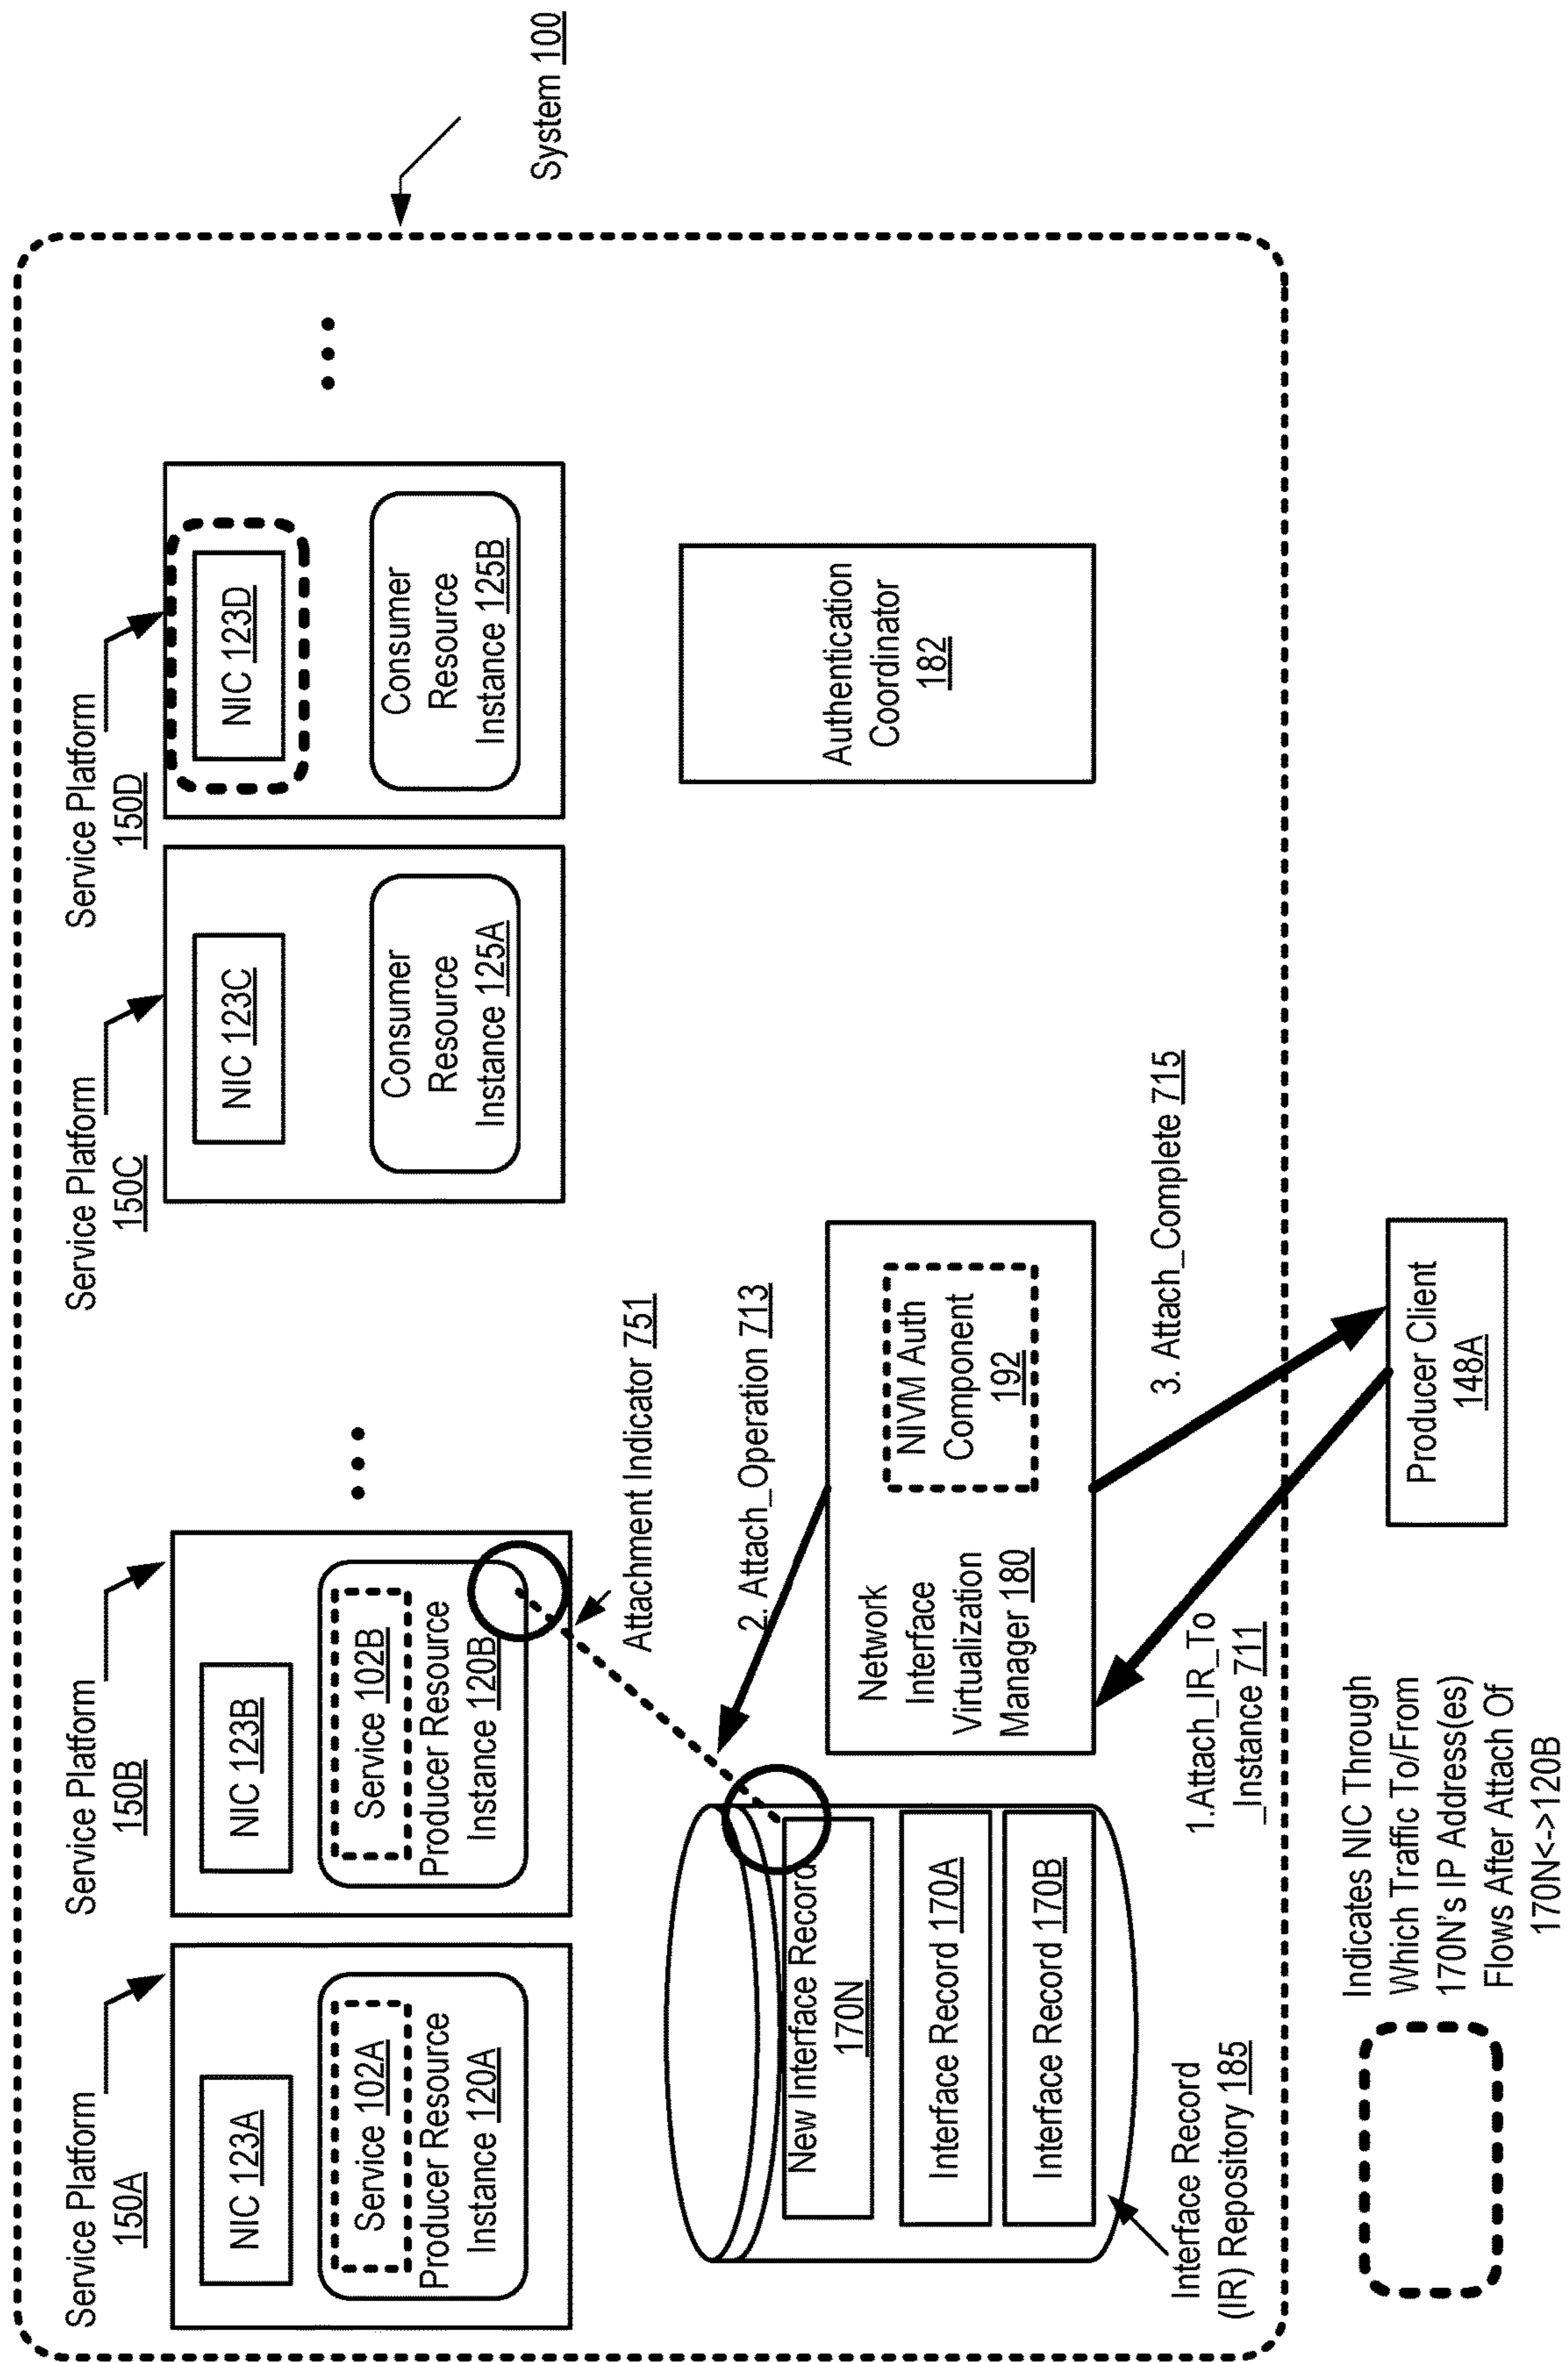 System 100
Service Platform
150A
NIC 123A
Service 102A
Producer Resource
Instance 120A
Service Platform
150B
NIC 123B
Service 102B
Producer Resource
Instance 120B
Service Platform
150C
NIC 123C
Consumer
Resource
Instance 125A
Service Platform
150D
NIC 123D
Consumer
Resource
Instance 125B
Attachment Indicator 751
2. Attach_Operation 713
New Interface Record
170N
Interface Record 170A
Interface Record 170B
Interface Record
(IR) Repository 185
Network
Interface
Virtualization
Manager 180
NIVM Auth
Component
192
Authentication
Coordinator
182
1.Attach_IR_To
_Instance 711
3. Attach_Complete 715
Producer Client
148A
Indicates NIC Through
Which Traffic To/From
170N's IP Address(es)
Flows After Attach Of
170N<->120B